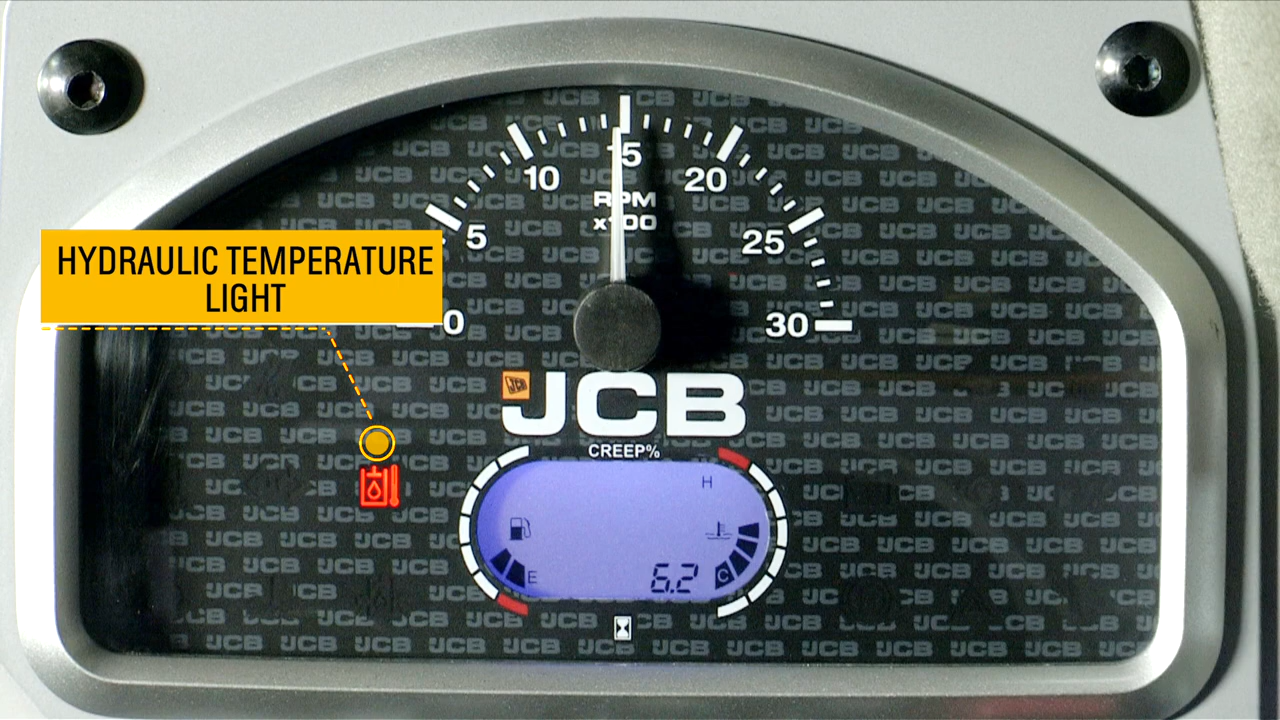 HYDRAULIC TEMPERATURE
LIGHT
0
5
10
15
20
25
30
RPM
x100
JCB
CREEP%
H
E
C
6.2